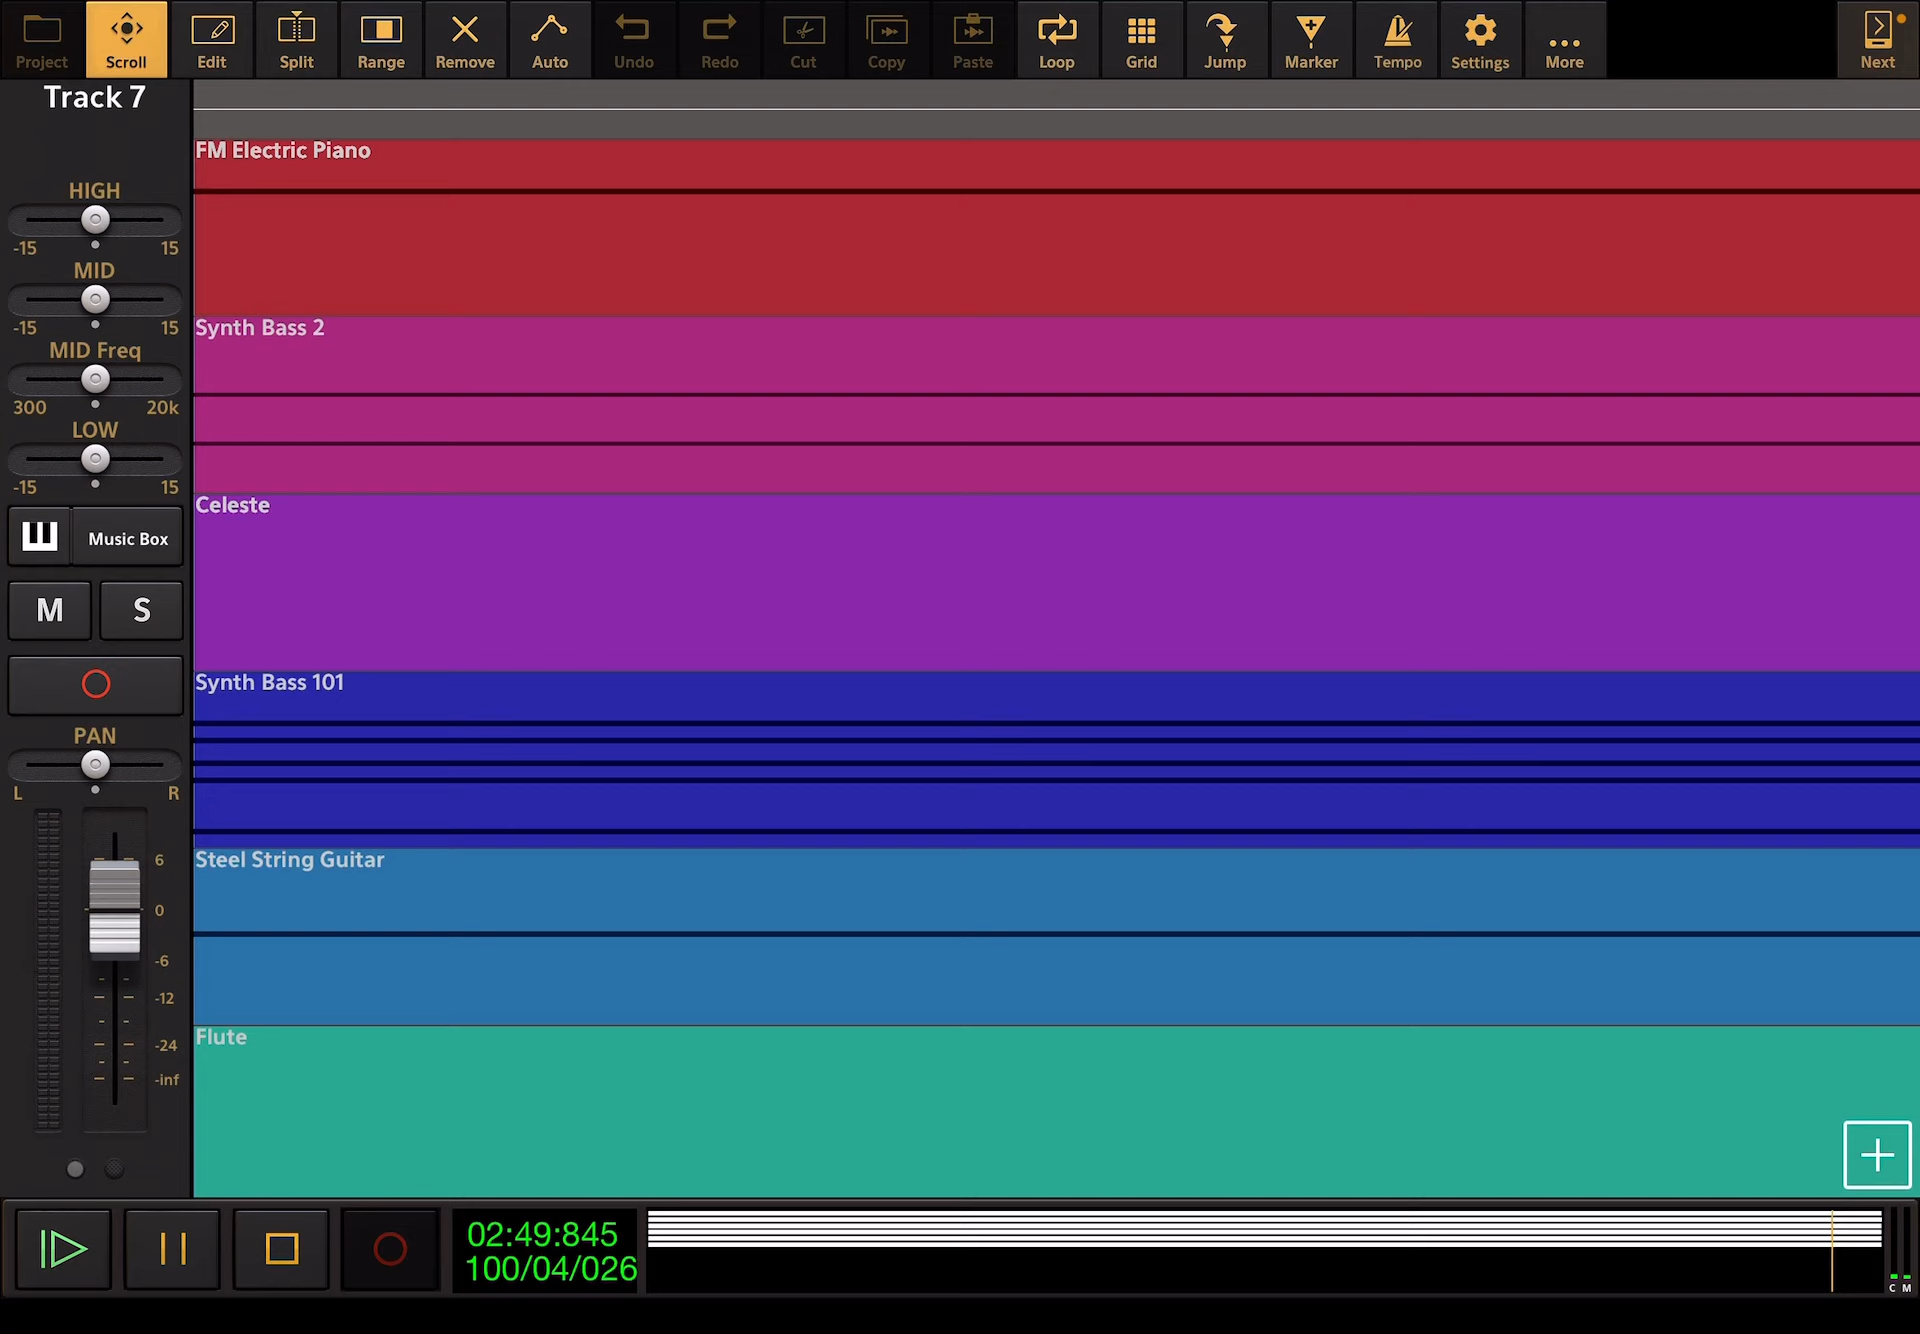 Project
Scroll
Edit
Split
Range
Remove
Auto
Undo
Redo
Cut
Copy
Paste
Loop
Grid
Jump
Marker
Tempo
Settings
More
Next
Track 7
HIGH
-15 15
MID
-15 15
MID Freq
300 20k
LOW
-15 15
Music Box
M S
PAN
L R
6
0
-6
-12
-24
-inf
FM Electric Piano
Synth Bass 2
Celeste
Synth Bass 101
Steel String Guitar
Flute
02:49:845
100/04/026
C M